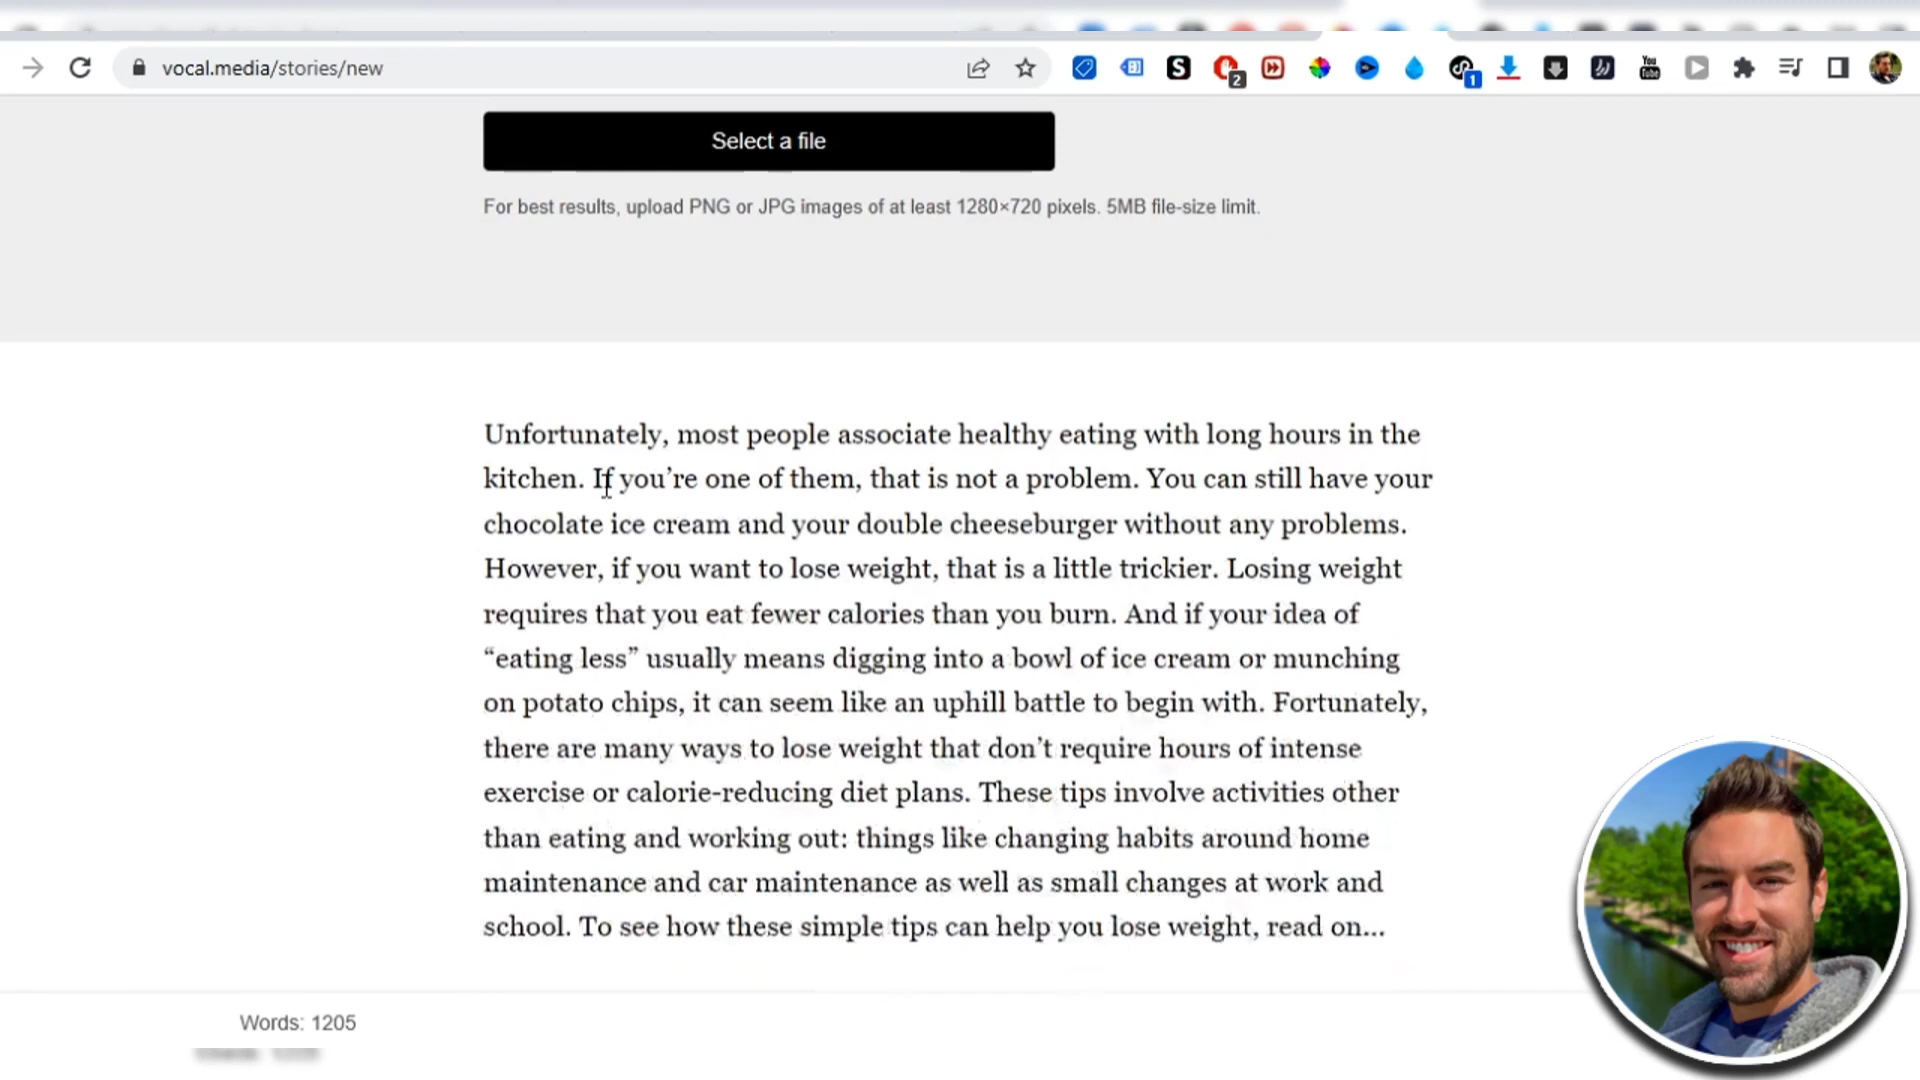 vocal.media/stories/new
2
1
You
Tube
Select a file
For best results, upload PNG or JPG images of at least 1280×720 pixels. 5MB file-size limit.
Unfortunately, most people associate healthy eating with long hours in the
kitchen. If you’re one of them, that is not a problem. You can still have your
chocolate ice cream and your double cheeseburger without any problems.
However, if you want to lose weight, that is a little trickier. Losing weight
requires that you eat fewer calories than you burn. And if your idea of
“eating less” usually means digging into a bowl of ice cream or munching
on potato chips, it can seem like an uphill battle to begin with. Fortunately,
there are many ways to lose weight that don’t require hours of intense
exercise or calorie-reducing diet plans. These tips involve activities other
than eating and working out: things like changing habits around home
maintenance and car maintenance as well as small changes at work and
school. To see how these simple tips can help you lose weight, read on...
Words: 1205